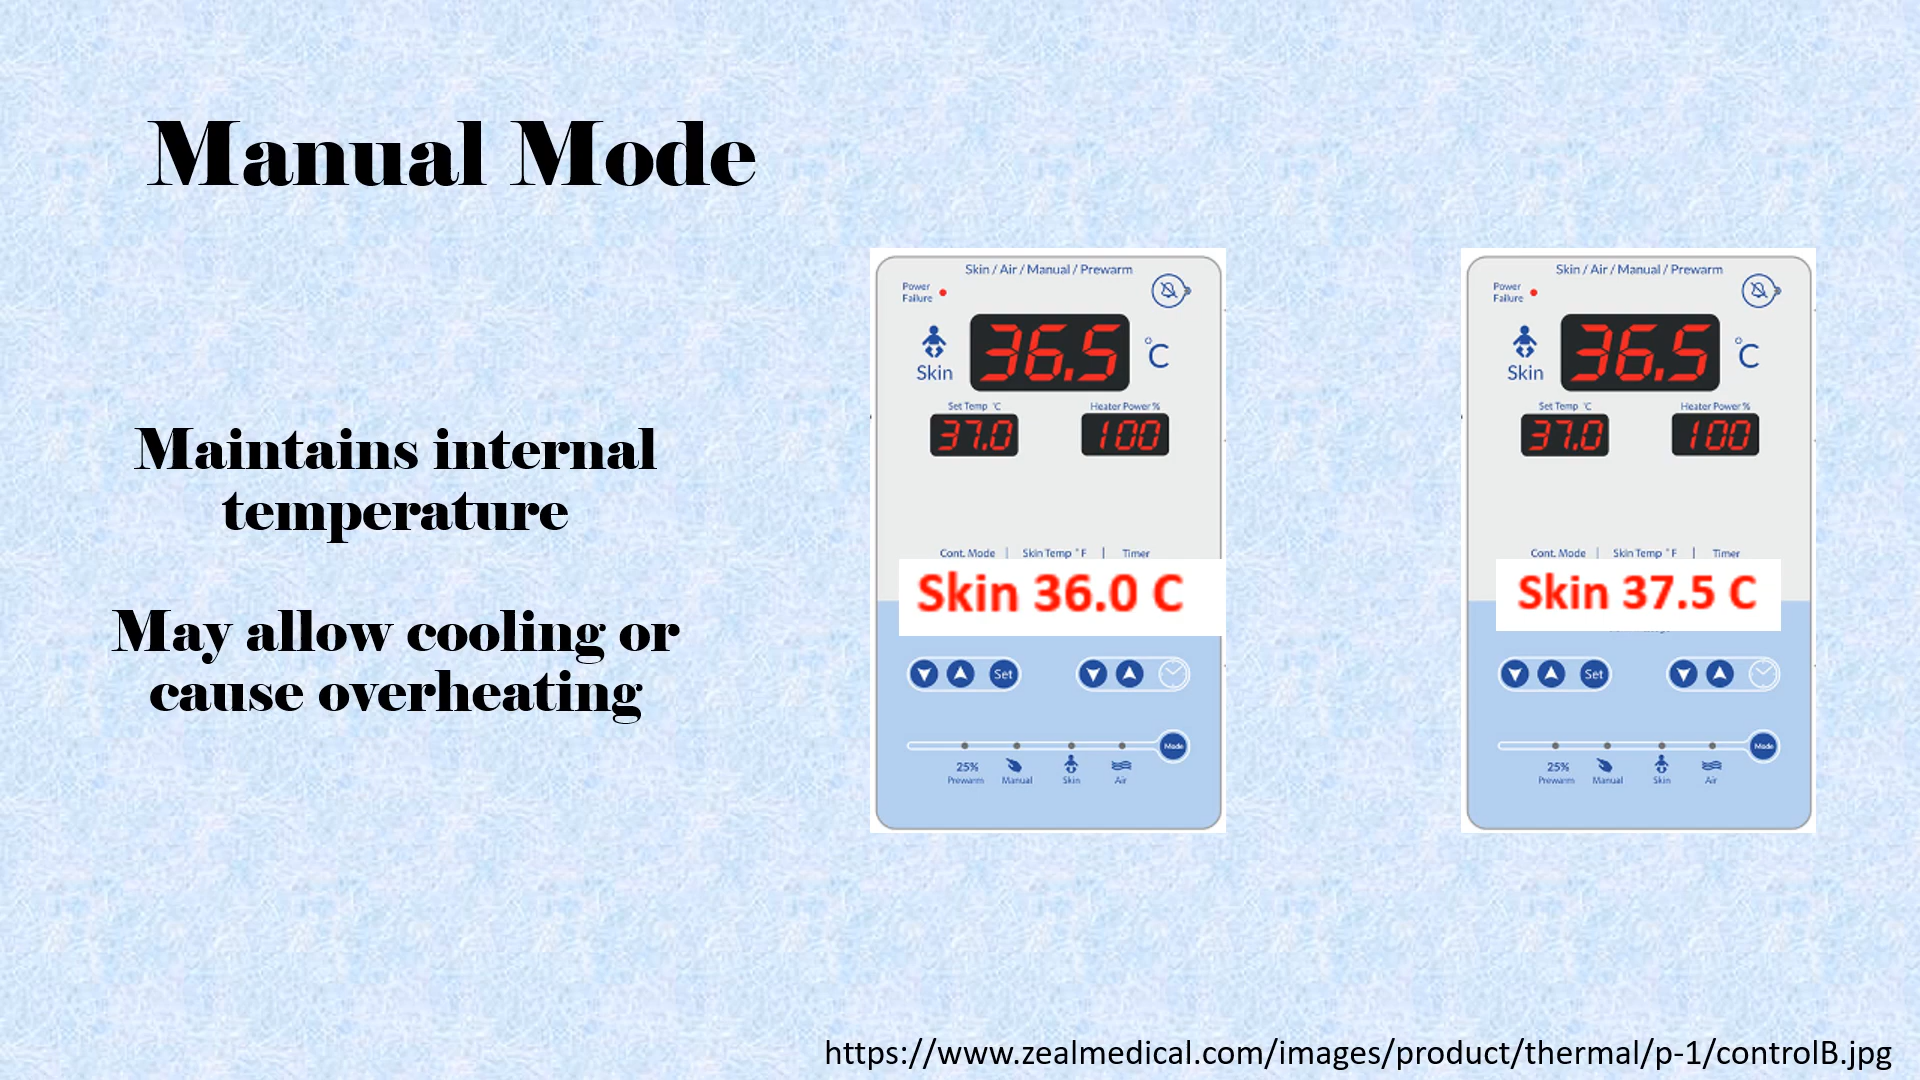 Manual Mode
Maintains internal
temperature
May allow cooling or
cause overheating
Skin / Air / Manual / Prewarm
Power
Failure
36.5
°C
Skin
Set Temp °C
Heater Power %
37.0
100
Cont. Mode | Skin Temp °F | Timer
Skin 36.0 C
Set
Mode
25%
Prewarm
Manual
Skin
Air
Skin / Air / Manual / Prewarm
Power
Failure
36.5
°C
Skin
Set Temp °C
Heater Power %
37.0
100
Cont. Mode | Skin Temp °F | Timer
Skin 37.5 C
Set
Mode
25%
Prewarm
Manual
Skin
Air
https://www.zealmedical.com/images/product/thermal/p-1/controlB.jpg